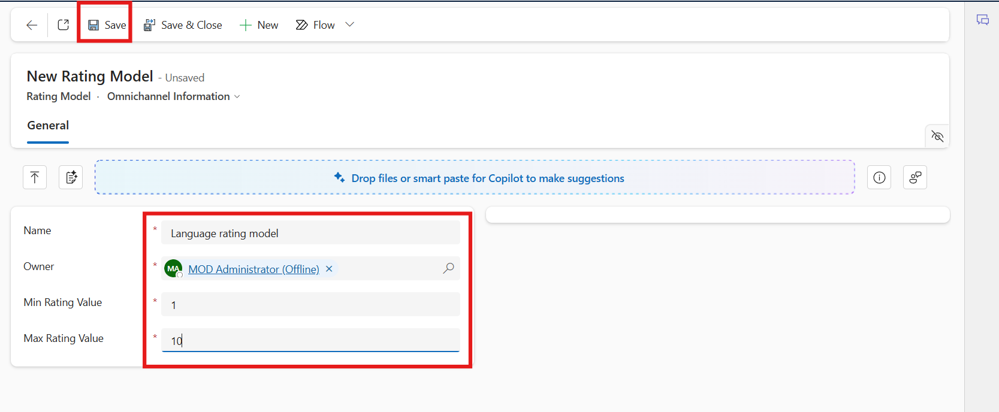 Save Save & Close New Flow
New Rating Model - Unsaved
Rating Model · Omnichannel Information
General
Drop files or smart paste for Copilot to make suggestions
Name * Language rating model
Owner * MA MOD Administrator (Offline)
Min Rating Value * 1
Max Rating Value * 10